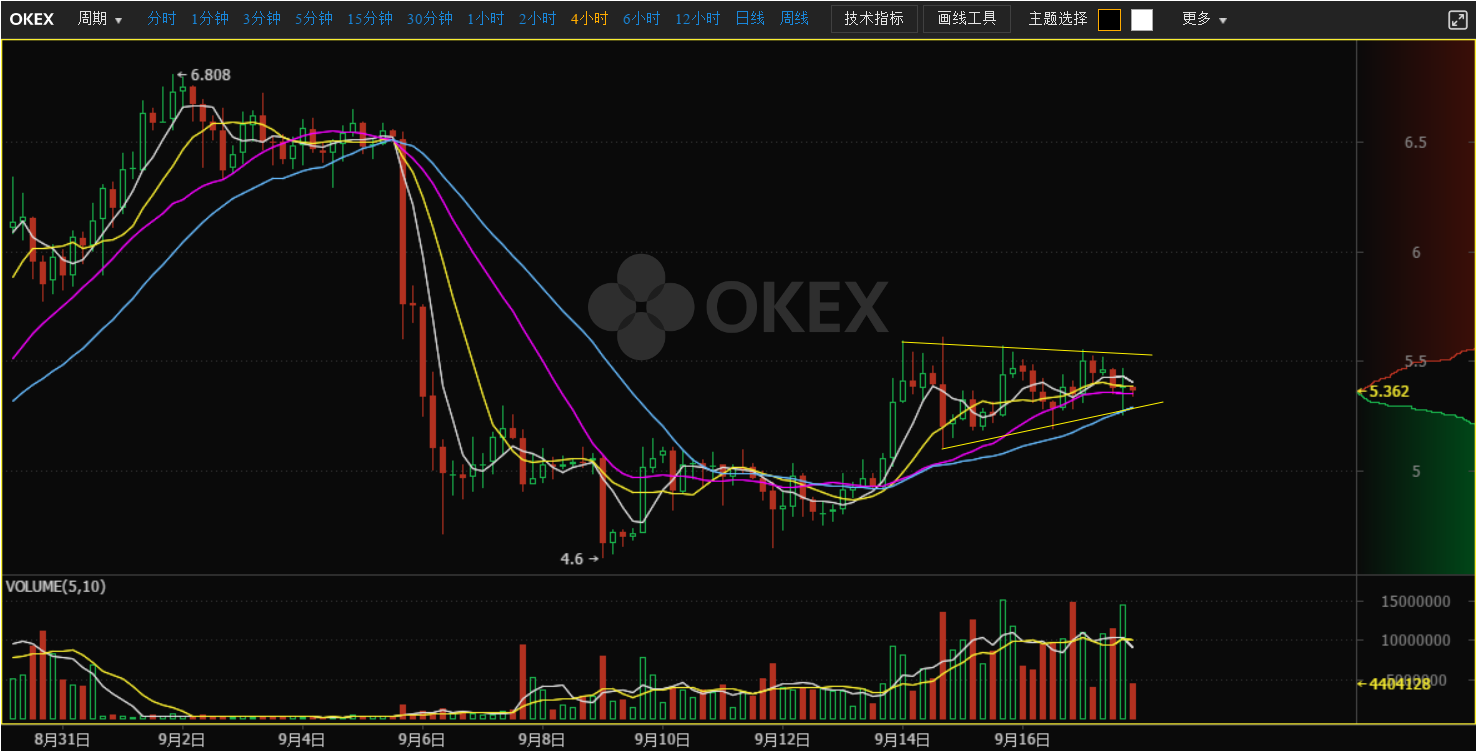 OKEX 周期 分时 1分钟 3分钟 5分钟 15分钟 30分钟 1小时 2小时 4小时 6小时 12小时 日线 周线 技术指标 画线工具 主题选择 更多
6.808
6.5
6
OKEX
5.5
5.362
5
4.6
VOLUME(5,10)
15000000
10000000
5000000
4404128
8月31日 9月2日 9月4日 9月6日 9月8日 9月10日 9月12日 9月14日 9月16日